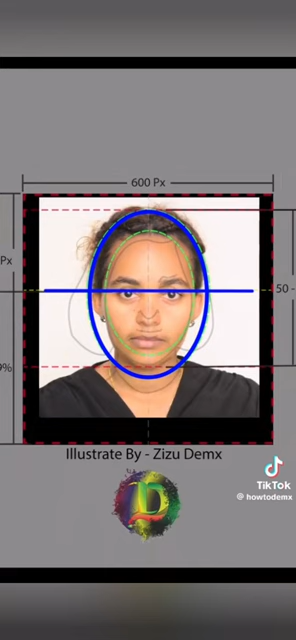 600 Px
Px
50 -
9%
Illustrate By - Zizu Demx
TikTok
@howtodemx